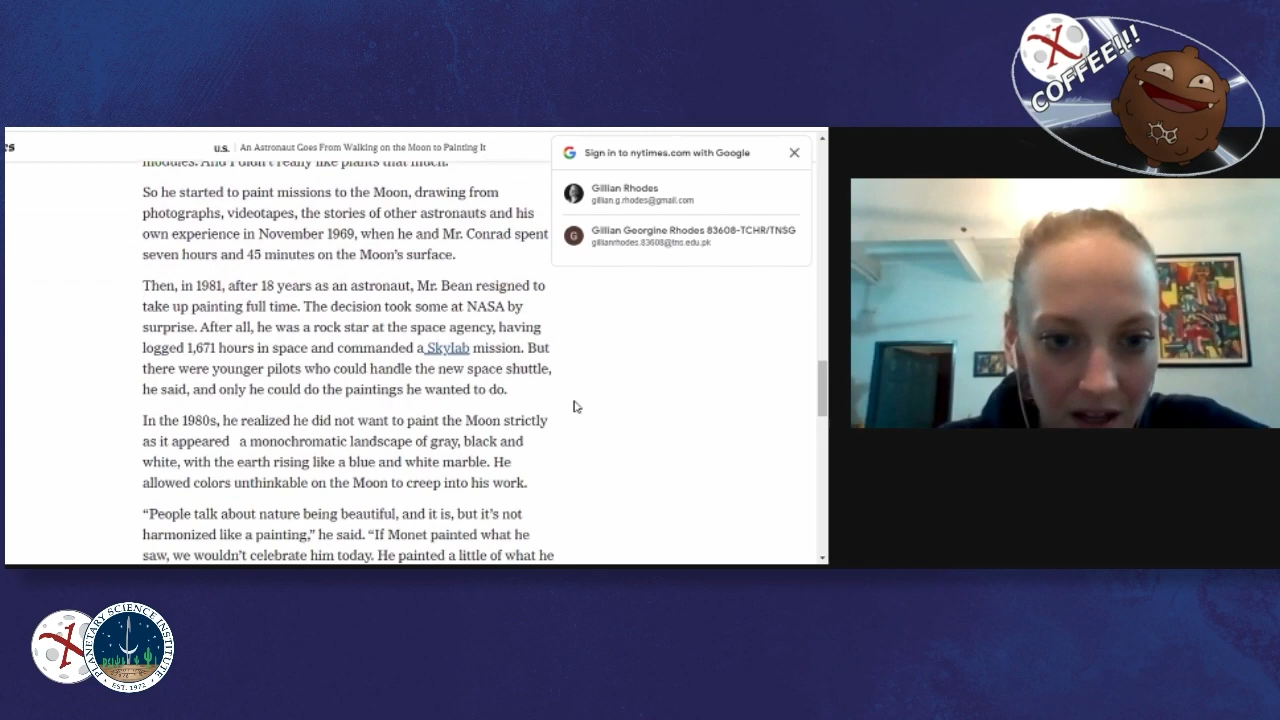 COFFEE!!!
X
es
U.S. | An Astronaut Goes From Walking on the Moon to Painting It
modules. And I didn't really like plants that much.
So he started to paint missions to the Moon, drawing from
photographs, videotapes, the stories of other astronauts and his
own experience in November 1969, when he and Mr. Conrad spent
seven hours and 45 minutes on the Moon's surface.
Then, in 1981, after 18 years as an astronaut, Mr. Bean resigned to
take up painting full time. The decision took some at NASA by
surprise. After all, he was a rock star at the space agency, having
logged 1,671 hours in space and commanded a Skylab mission. But
there were younger pilots who could handle the new space shuttle,
he said, and only he could do the paintings he wanted to do.
In the 1980s, he realized he did not want to paint the Moon strictly
as it appeared a monochromatic landscape of gray, black and
white, with the earth rising like a blue and white marble. He
allowed colors unthinkable on the Moon to creep into his work.
“People talk about nature being beautiful, and it is, but it's not
harmonized like a painting,” he said. “If Monet painted what he
saw, we wouldn't celebrate him today. He painted a little of what he
Sign in to nytimes.com with Google
Gillian Rhodes
gillian.g.rhodes@gmail.com
G
Gillian Georgine Rhodes 83608-TCHR/TNSG
gillianrhodes.83608@tns.edu.pk
X
PLANETARY SCIENCE INSTITUTE
EST. 1972